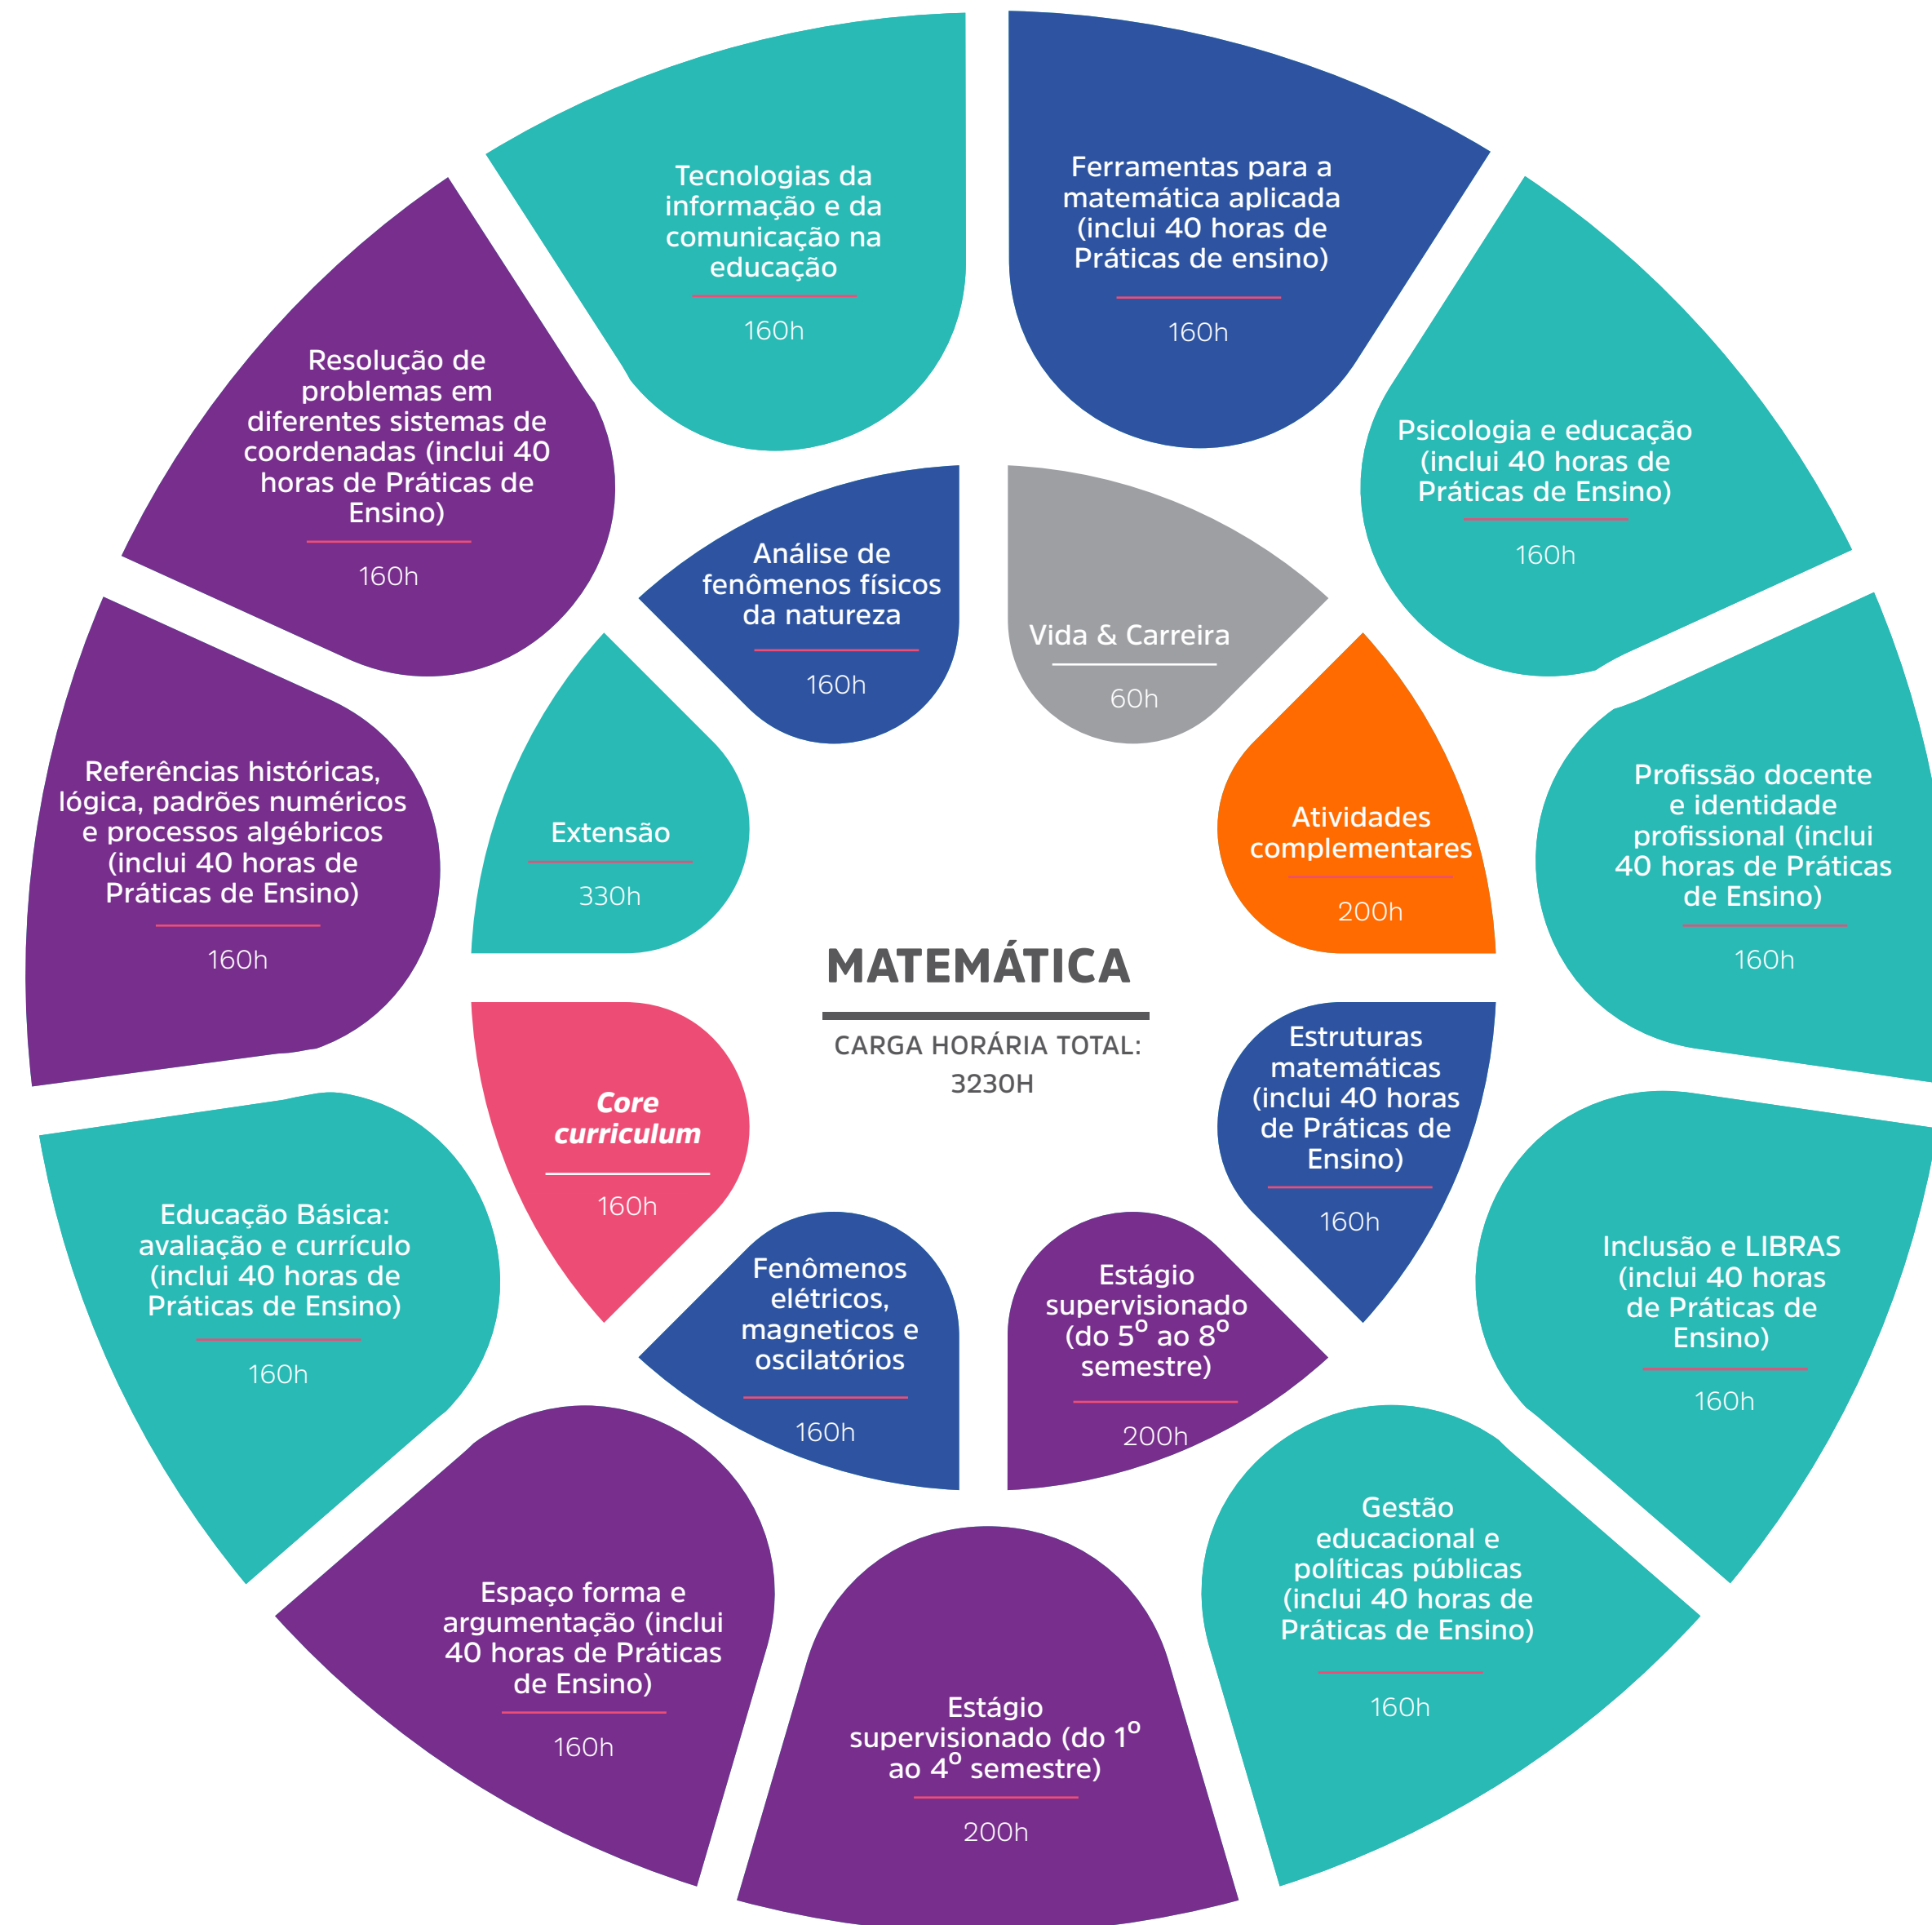 Tecnologias da
informação e da
comunicação na
educação
160h
Ferramentas para a
matemática aplicada
(inclui 40 horas de
Práticas de ensino)
160h
Psicologia e educação
(inclui 40 horas de
Práticas de Ensino)
160h
Profissão docente
e identidade
profissional (inclui
40 horas de Práticas
de Ensino)
160h
Inclusão e LIBRAS
(inclui 40 horas
de Práticas de
Ensino)
160h
Gestão
educacional e
políticas públicas
(inclui 40 horas de
Práticas de Ensino)
160h
Estágio
supervisionado (do 1º
ao 4º semestre)
200h
Espaço forma e
argumentação (inclui
40 horas de Práticas
de Ensino)
160h
Educação Básica:
avaliação e currículo
(inclui 40 horas de
Práticas de Ensino)
160h
Referências históricas,
lógica, padrões numéricos
e processos algébricos
(inclui 40 horas de
Práticas de Ensino)
160h
Resolução de
problemas em
diferentes sistemas de
coordenadas (inclui 40
horas de Práticas de
Ensino)
160h
Análise de
fenômenos físicos
da natureza
160h
Vida & Carreira
60h
Atividades
complementares
200h
Estruturas
matemáticas
(inclui 40 horas
de Práticas de
Ensino)
160h
Estágio
supervisionado
(do 5º ao 8º
semestre)
200h
Fenômenos
elétricos,
magneticos e
oscilatórios
160h
Core
curriculum
160h
Extensão
330h
MATEMÁTICA
CARGA HORÁRIA TOTAL:
3230H